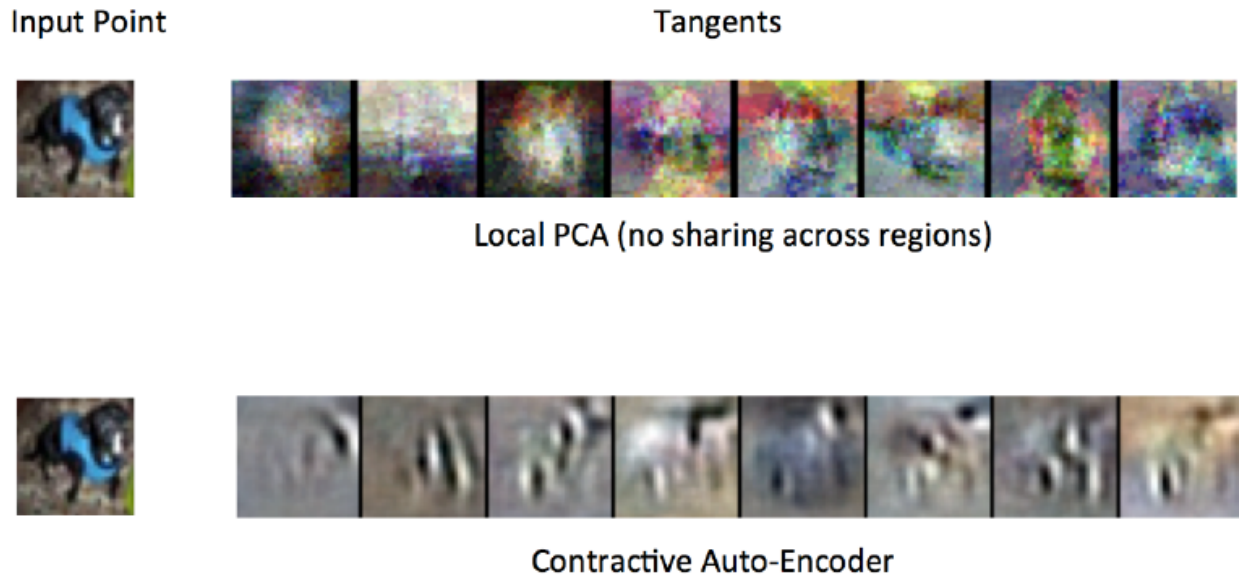 Input Point
Tangents
Local PCA (no sharing across regions)
Contractive Auto-Encoder